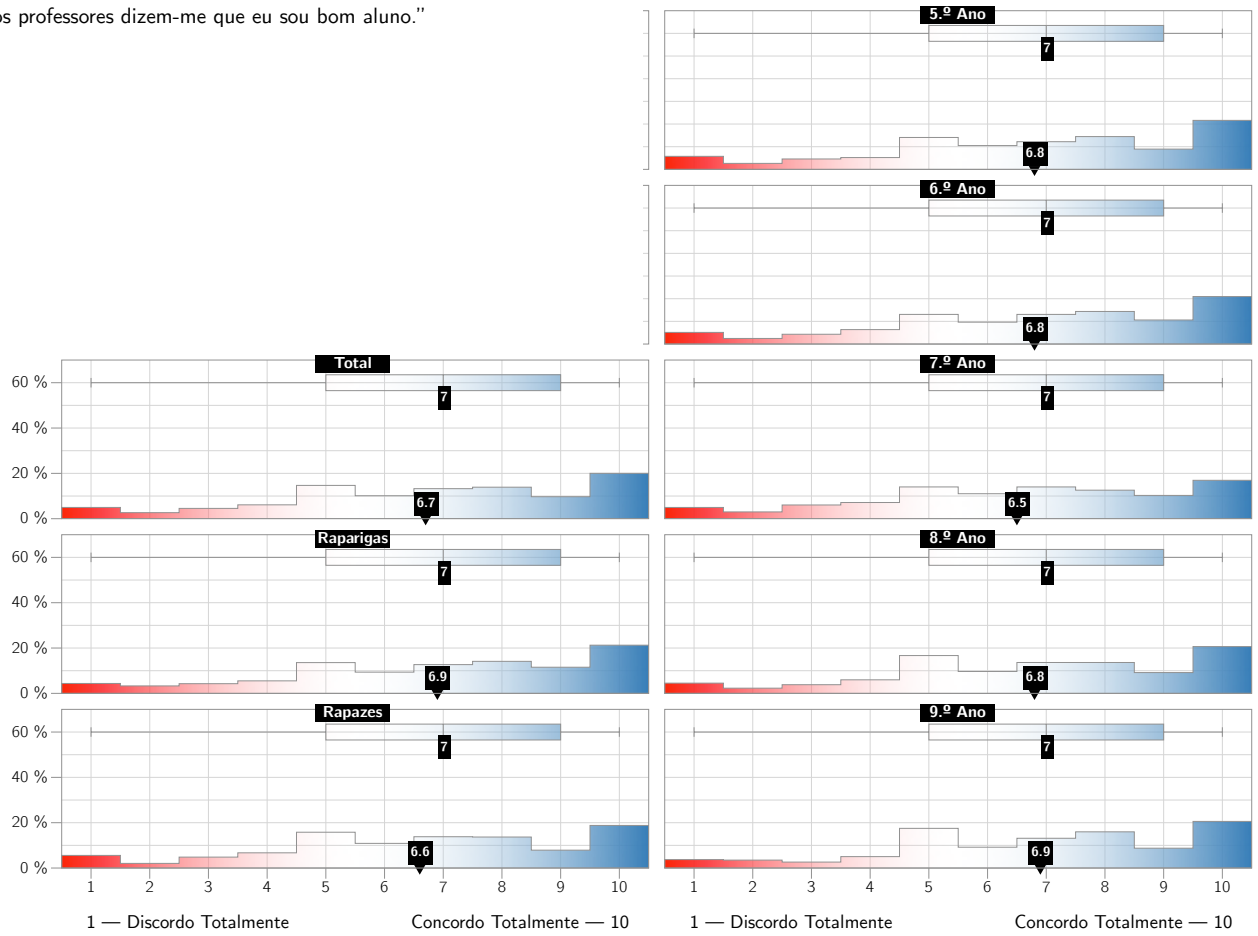 os professores dizem-me que eu sou bom aluno.”
5.º Ano
7
6.8
6.º Ano
7
6.8
Total
60 %
7
40 %
20 %
6.7
0 %
7.º Ano
7
6.5
Raparigas
60 %
7
40 %
20 %
6.9
0 %
8.º Ano
7
6.8
Rapazes
60 %
7
40 %
20 %
6.6
0 %
1 2 3 4 5 6 7 8 9 10
1 — Discordo Totalmente Concordo Totalmente — 10
9.º Ano
7
6.9
1 2 3 4 5 6 7 8 9 10
1 — Discordo Totalmente Concordo Totalmente — 10